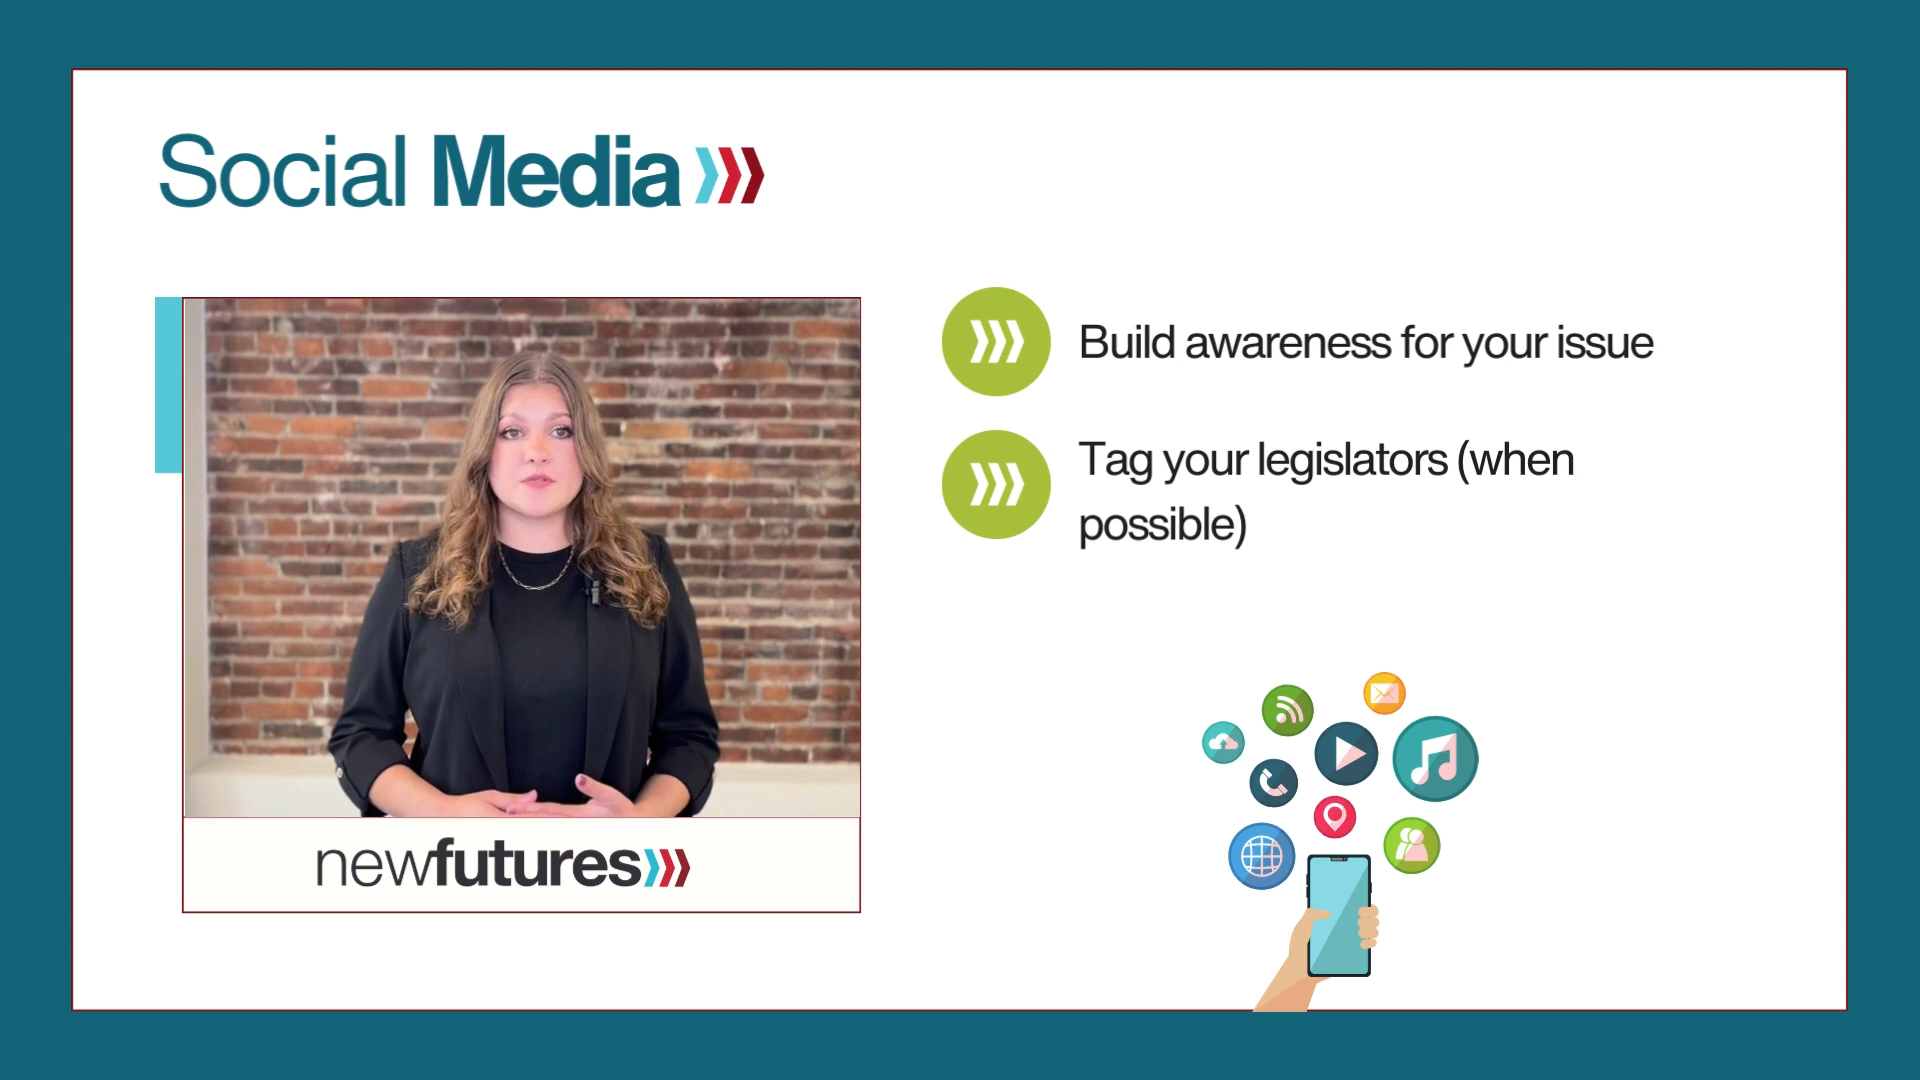 Social Media
Build awareness for your issue
Tag your legislators (when
possible)
newfutures